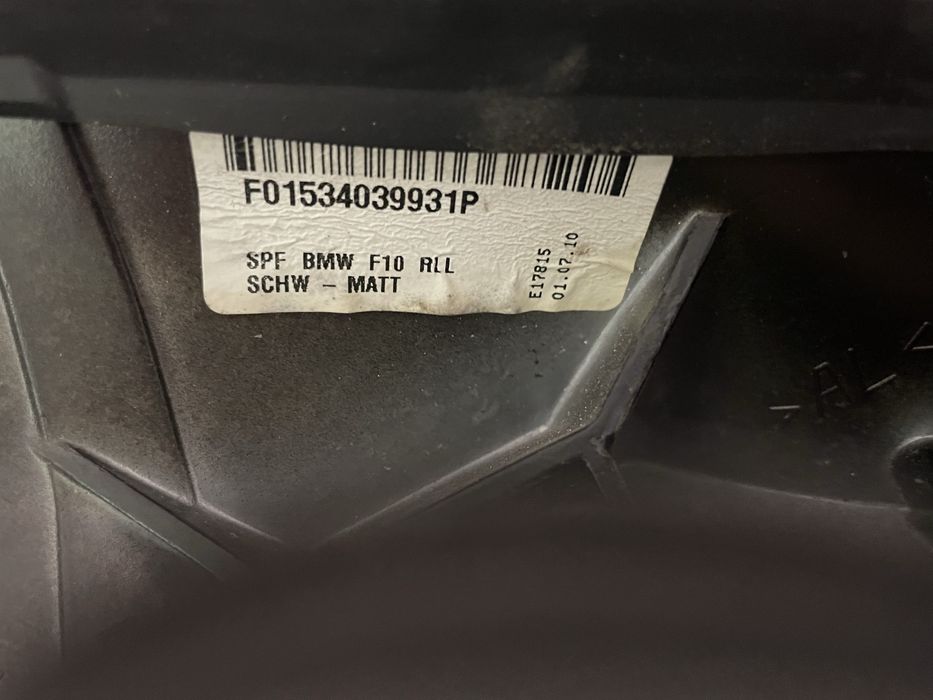 F01534039931P
SPF BMW F10 RLL
SCHW - MATT
E17815
01.07.10